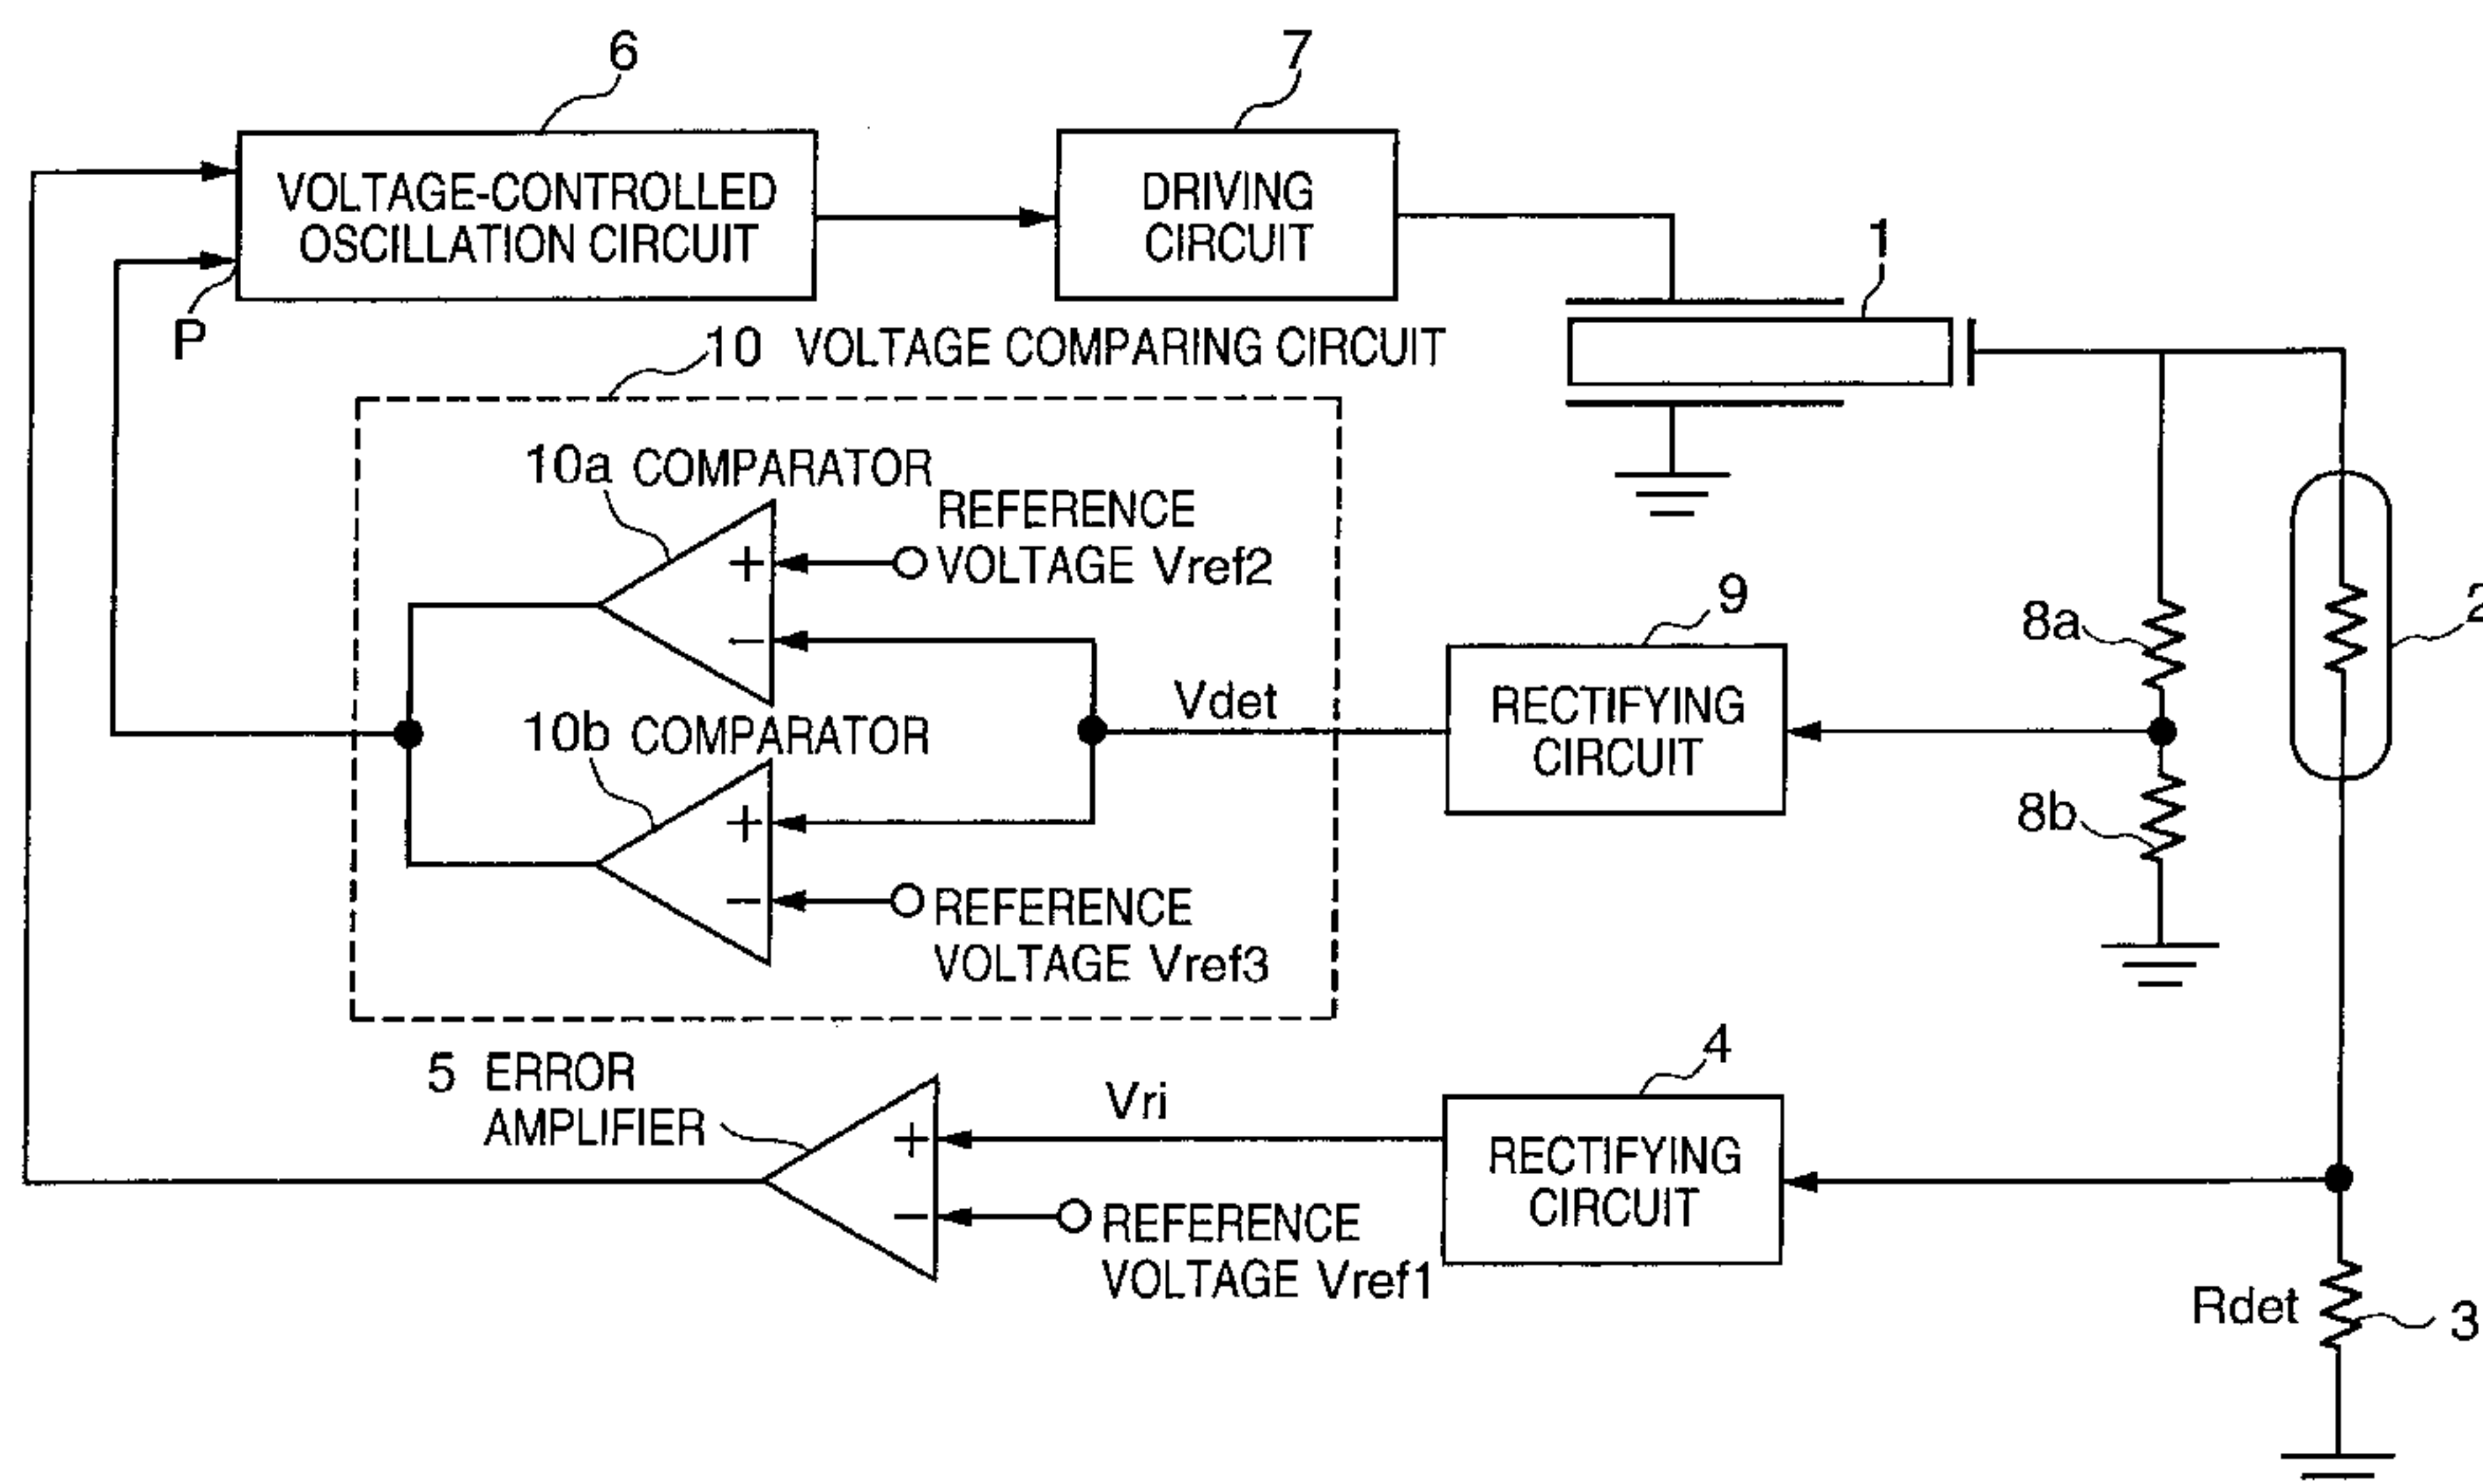 6
7
VOLTAGE-CONTROLLED
OSCILLATION CIRCUIT
DRIVING
CIRCUIT
1
P
10 VOLTAGE COMPARING CIRCUIT
10a COMPARATOR
REFERENCE
VOLTAGE Vref2
+
−
9
8a
2
RECTIFYING
CIRCUIT
Vdet
10b COMPARATOR
8b
+
−
REFERENCE
VOLTAGE Vref3
4
5 ERROR
AMPLIFIER
Vri
+
−
RECTIFYING
CIRCUIT
REFERENCE
VOLTAGE Vref1
Rdet
3